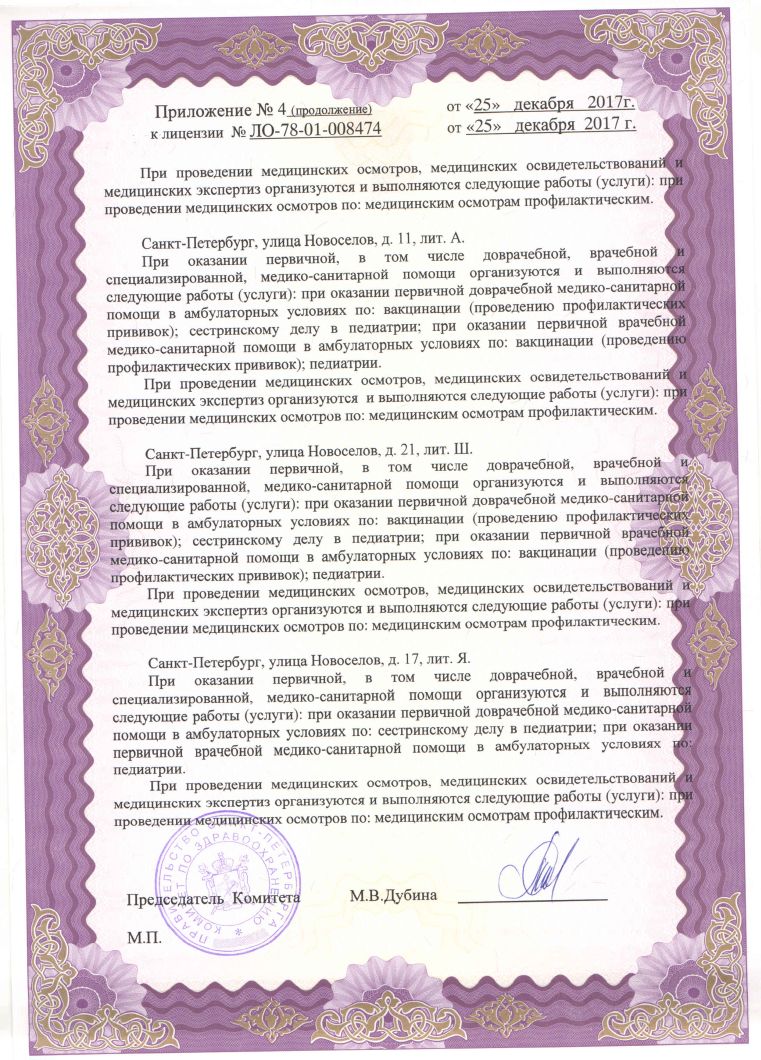 Приложение № 4 (продолжение) от «25» декабря 2017г.
к лицензии № ЛО-78-01-008474 от «25» декабря 2017 г.
При проведении медицинских осмотров, медицинских освидетельствований и
медицинских экспертиз организуются и выполняются следующие работы (услуги): при
проведении медицинских осмотров по: медицинским осмотрам профилактическим.
Санкт-Петербург, улица Новоселов, д. 11, лит. А.
При оказании первичной, в том числе доврачебной, врачебной и
специализированной, медико-санитарной помощи организуются и выполняются
следующие работы (услуги): при оказании первичной доврачебной медико-санитарной
помощи в амбулаторных условиях по: вакцинации (проведению профилактических
прививок); сестринскому делу в педиатрии; при оказании первичной врачебной
медико-санитарной помощи в амбулаторных условиях по: вакцинации (проведению
профилактических прививок); педиатрии.
При проведении медицинских осмотров, медицинских освидетельствований и
медицинских экспертиз организуются и выполняются следующие работы (услуги): при
проведении медицинских осмотров по: медицинским осмотрам профилактическим.
Санкт-Петербург, улица Новоселов, д. 21, лит. Ш.
При оказании первичной, в том числе доврачебной, врачебной и
специализированной, медико-санитарной помощи организуются и выполняются
следующие работы (услуги): при оказании первичной доврачебной медико-санитарной
помощи в амбулаторных условиях по: вакцинации (проведению профилактических
прививок); сестринскому делу в педиатрии; при оказании первичной врачебной
медико-санитарной помощи в амбулаторных условиях по: вакцинации (проведению
профилактических прививок); педиатрии.
При проведении медицинских осмотров, медицинских освидетельствований и
медицинских экспертиз организуются и выполняются следующие работы (услуги): при
проведении медицинских осмотров по: медицинским осмотрам профилактическим.
Санкт-Петербург, улица Новоселов, д. 17, лит. Я.
При оказании первичной, в том числе доврачебной, врачебной и
специализированной, медико-санитарной помощи организуются и выполняются
следующие работы (услуги): при оказании первичной доврачебной медико-санитарной
помощи в амбулаторных условиях по: сестринскому делу в педиатрии; при оказании
первичной врачебной медико-санитарной помощи в амбулаторных условиях по:
педиатрии.
При проведении медицинских осмотров, медицинских освидетельствований и
медицинских экспертиз организуются и выполняются следующие работы (услуги): при
проведении медицинских осмотров по: медицинским осмотрам профилактическим.
ПРАВИТЕЛЬСТВО САНКТ-ПЕТЕРБУРГА
КОМИТЕТ ПО ЗДРАВООХРАНЕНИЮ
Председатель Комитета М.В.Дубина
М.П.